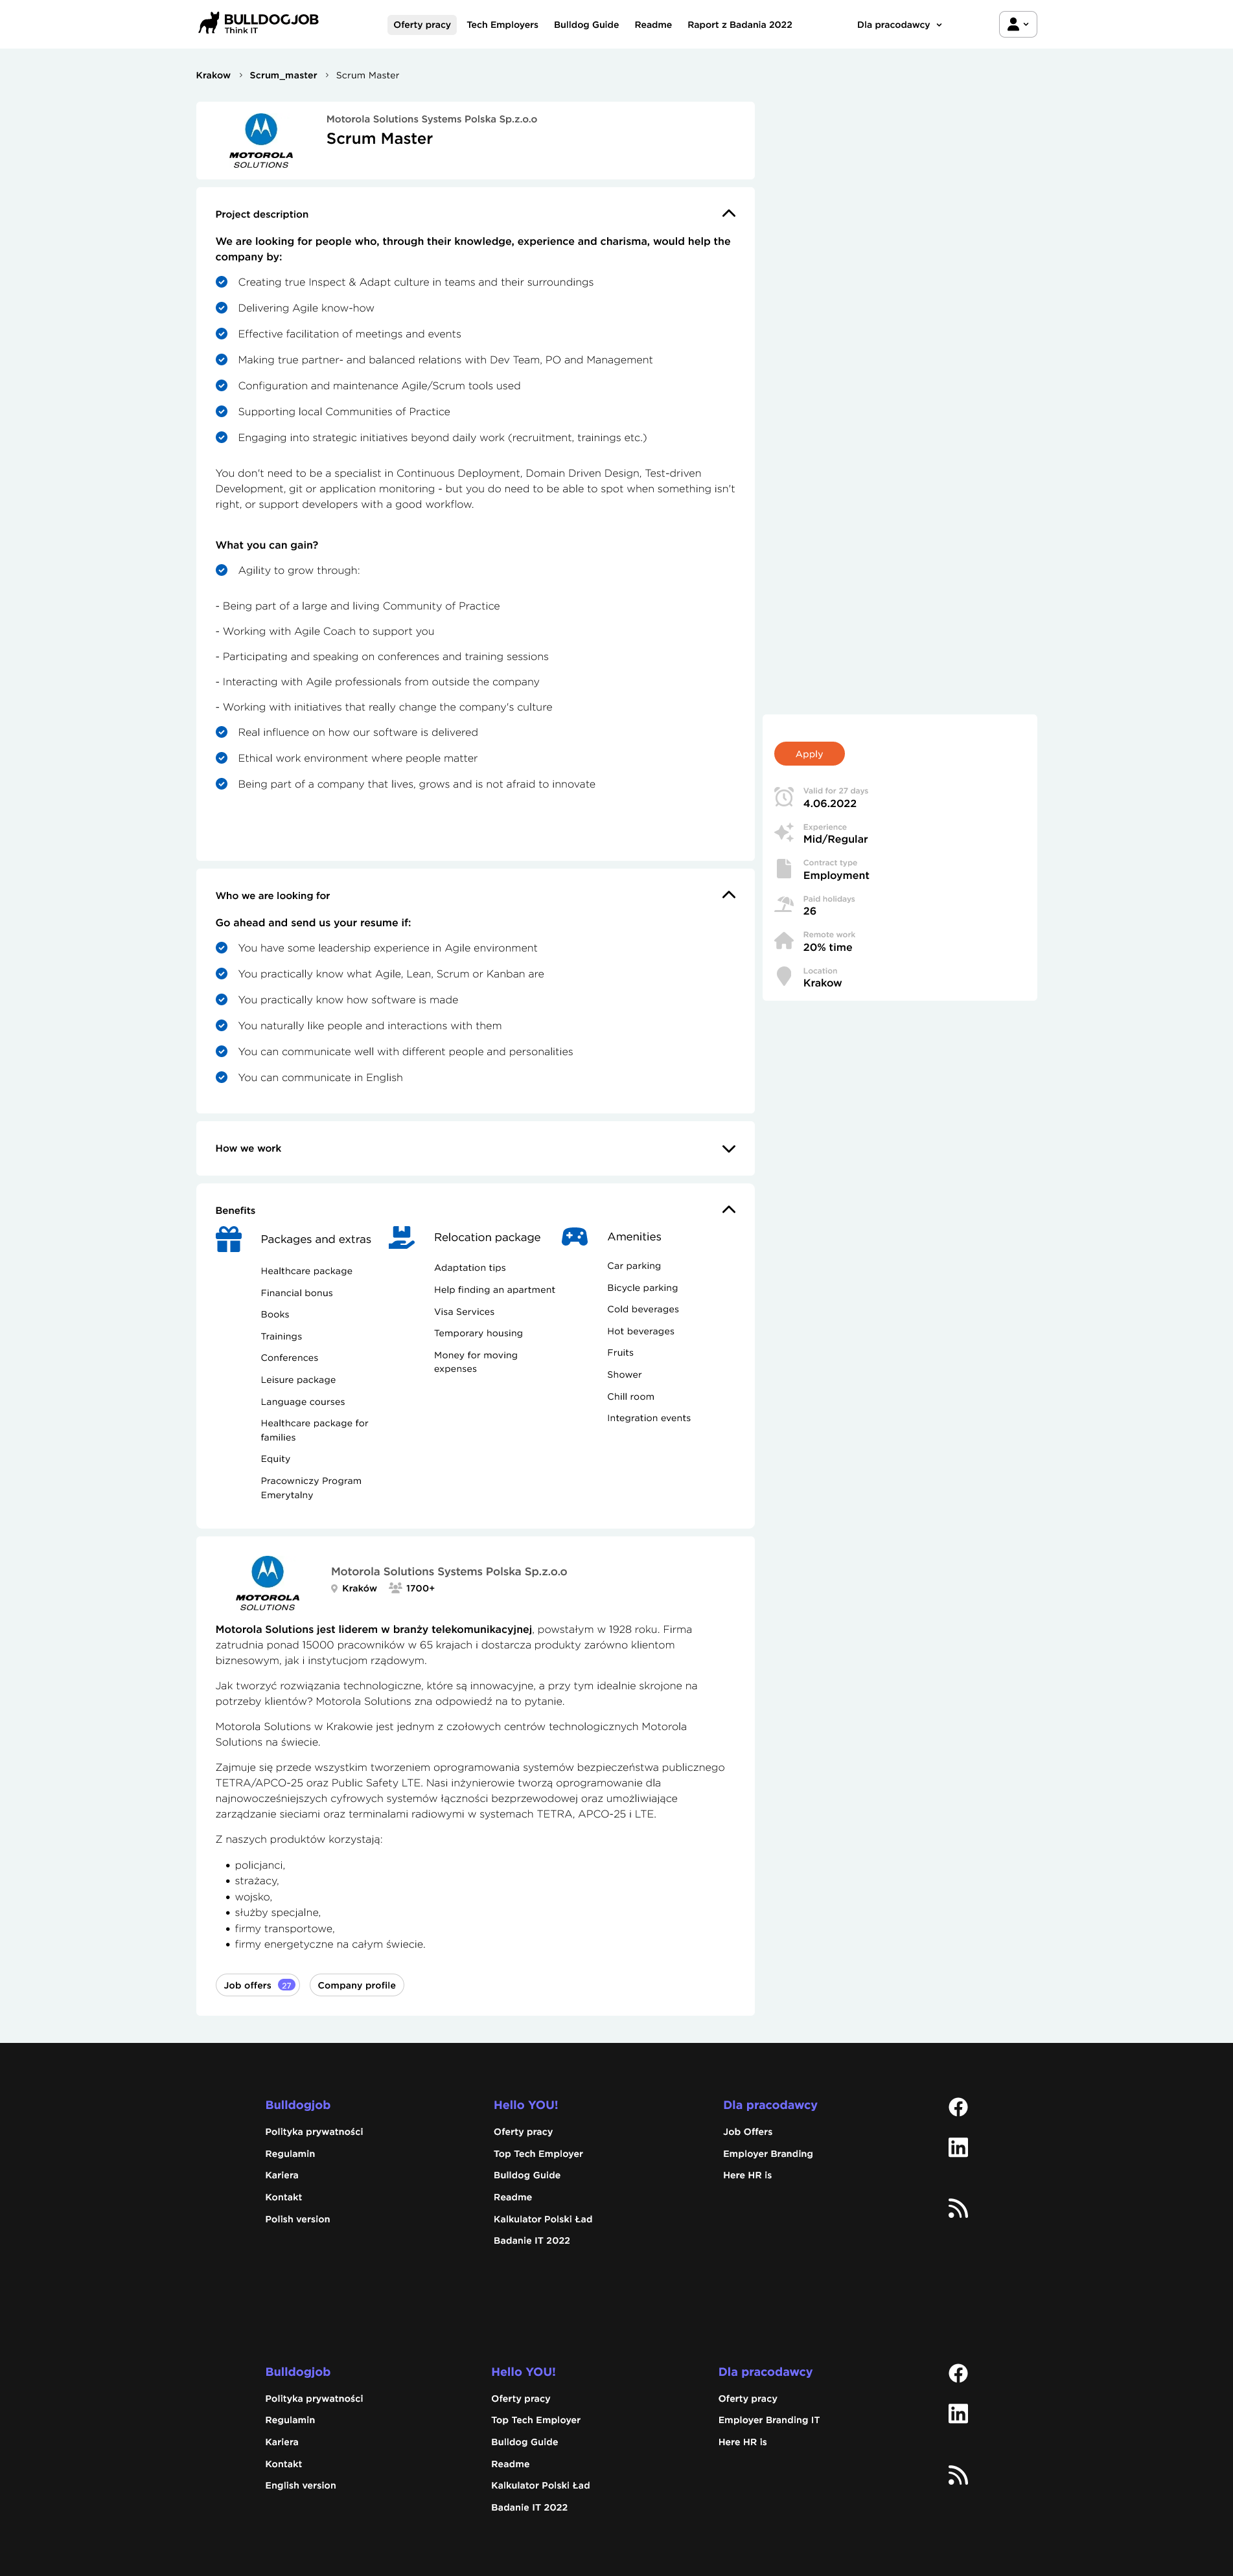 BULLDOGJOB
Think IT
Oferty pracy
Tech Employers
Bulldog Guide
Readme
Raport z Badania 2022
Dla pracodawcy
Krakow
Scrum_master
Scrum Master
MOTOROLA
SOLUTIONS
Motorola Solutions Systems Polska Sp.z.o.o
Scrum Master
Project description
We are looking for people who, through their knowledge, experience and charisma, would help the
company by:
Creating true Inspect & Adapt culture in teams and their surroundings
Delivering Agile know-how
Effective facilitation of meetings and events
Making true partner- and balanced relations with Dev Team, PO and Management
Configuration and maintenance Agile/Scrum tools used
Supporting local Communities of Practice
Engaging into strategic initiatives beyond daily work (recruitment, trainings etc.)
You don't need to be a specialist in Continuous Deployment, Domain Driven Design, Test-driven
Development, git or application monitoring - but you do need to be able to spot when something isn't
right, or support developers with a good workflow.
What you can gain?
Agility to grow through:
- Being part of a large and living Community of Practice
- Working with Agile Coach to support you
- Participating and speaking on conferences and training sessions
- Interacting with Agile professionals from outside the company
- Working with initiatives that really change the company's culture
Real influence on how our software is delivered
Ethical work environment where people matter
Being part of a company that lives, grows and is not afraid to innovate
Apply
Valid for 27 days
4.06.2022
Experience
Mid/Regular
Contract type
Employment
Paid holidays
26
Remote work
20% time
Location
Krakow
Who we are looking for
Go ahead and send us your resume if:
You have some leadership experience in Agile environment
You practically know what Agile, Lean, Scrum or Kanban are
You practically know how software is made
You naturally like people and interactions with them
You can communicate well with different people and personalities
You can communicate in English
How we work
Benefits
Packages and extras
Healthcare package
Financial bonus
Books
Trainings
Conferences
Leisure package
Language courses
Healthcare package for
families
Equity
Pracowniczy Program
Emerytalny
Relocation package
Adaptation tips
Help finding an apartment
Visa Services
Temporary housing
Money for moving
expenses
Amenities
Car parking
Bicycle parking
Cold beverages
Hot beverages
Fruits
Shower
Chill room
Integration events
MOTOROLA
SOLUTIONS
Motorola Solutions Systems Polska Sp.z.o.o
Kraków
1700+
Motorola Solutions jest liderem w branży telekomunikacyjnej, powstałym w 1928 roku. Firma
zatrudnia ponad 15000 pracowników w 65 krajach i dostarcza produkty zarówno klientom
biznesowym, jak i instytucjom rządowym.
Jak tworzyć rozwiązania technologiczne, które są innowacyjne, a przy tym idealnie skrojone na
potrzeby klientów? Motorola Solutions zna odpowiedź na to pytanie.
Motorola Solutions w Krakowie jest jednym z czołowych centrów technologicznych Motorola
Solutions na świecie.
Zajmuje się przede wszystkim tworzeniem oprogramowania systemów bezpieczeństwa publicznego
TETRA/APCO-25 oraz Public Safety LTE. Nasi inżynierowie tworzą oprogramowanie dla
najnowocześniejszych cyfrowych systemów łączności bezprzewodowej oraz umożliwiające
zarządzanie sieciami oraz terminalami radiowymi w systemach TETRA, APCO-25 i LTE.
Z naszych produktów korzystają:
policjanci,
strażacy,
wojsko,
służby specjalne,
firmy transportowe,
firmy energetyczne na całym świecie.
Job offers 27
Company profile
Bulldogjob
Polityka prywatności
Regulamin
Kariera
Kontakt
Polish version
Hello YOU!
Oferty pracy
Top Tech Employer
Bulldog Guide
Readme
Kalkulator Polski Ład
Badanie IT 2022
Dla pracodawcy
Job Offers
Employer Branding
Here HR is
Bulldogjob
Polityka prywatności
Regulamin
Kariera
Kontakt
English version
Hello YOU!
Oferty pracy
Top Tech Employer
Bulldog Guide
Readme
Kalkulator Polski Ład
Badanie IT 2022
Dla pracodawcy
Oferty pracy
Employer Branding IT
Here HR is